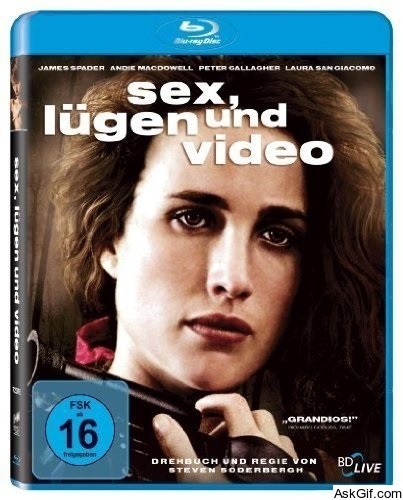 Blu-ray Disc
JAMES SPADER ANDIE MACDOWELL PETER GALLAGHER LAURA SAN GIACOMO
sex,
lügen und
video
sex, lügen und video
FSK
ab
16
freigegeben
„GRANDIOS!“
DREHBUCH UND REGIE VON
STEVEN SODERBERGH
BD LIVE
AskGif.com